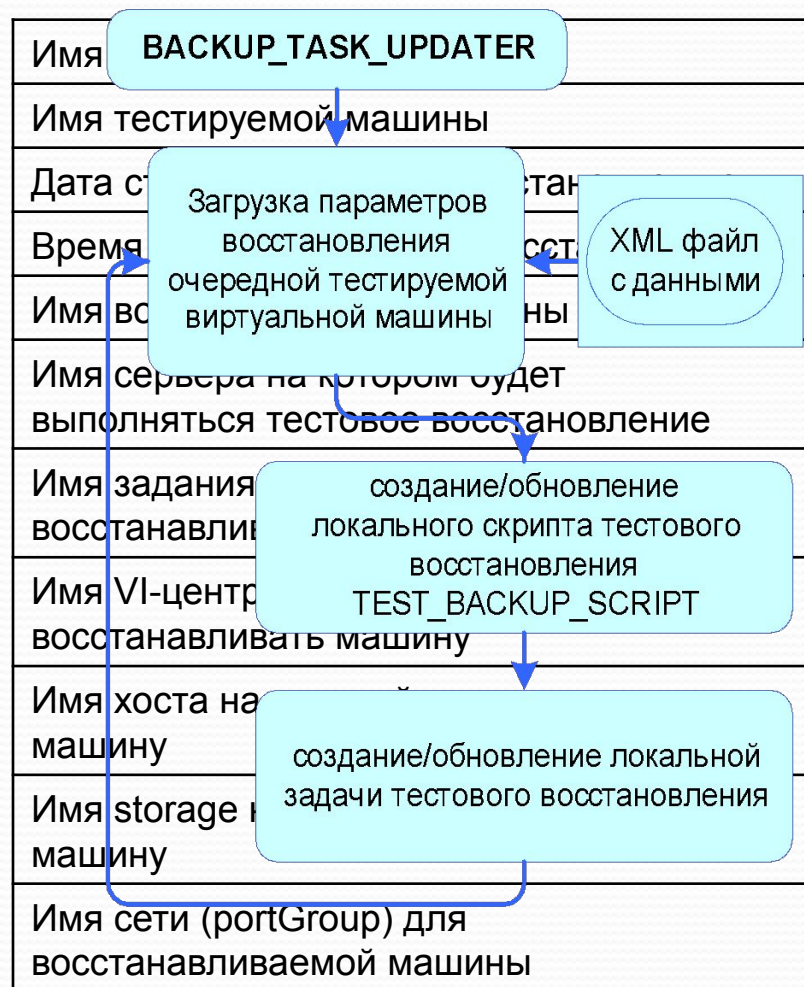 Имя
BACKUP_TASK_UPDATER
Имя тестируемой машины
Дата
Загрузка параметров
восстановления
очередной тестируемой
виртуальной машины
XML файл
с данными
Время
Имя
Имя сервера на котором будет
выполняться тестовое восстановление
Имя задания
создание/обновление
локального скрипта тестового
восстановления
TEST_BACKUP_SCRIPT
Имя
восстанавливать машину
Имя хоста на
машину
создание/обновление локальной
задачи тестового восстановления
Имя storage
машину
Имя сети (portGroup) для
восстанавливаемой машины